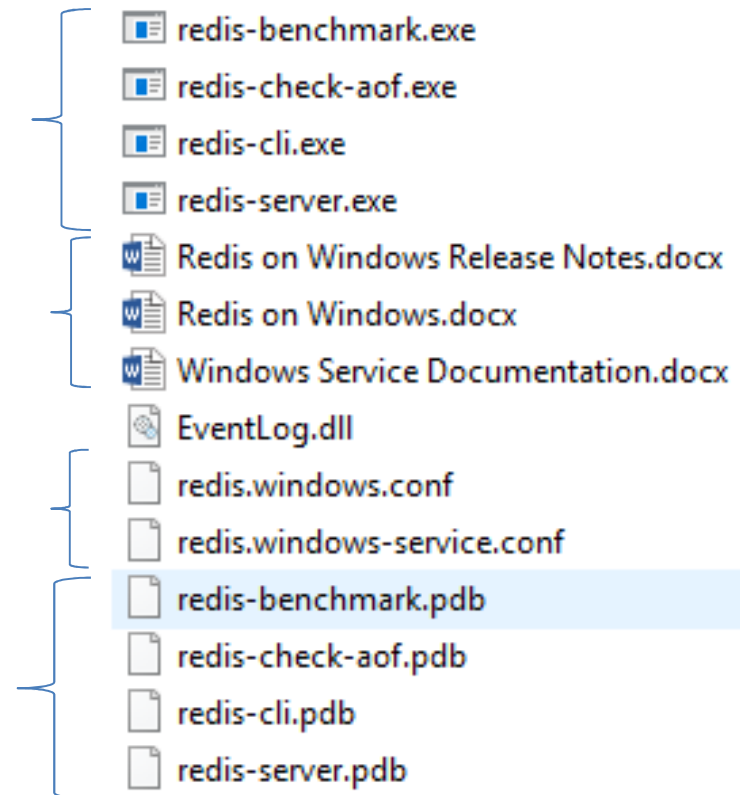 redis-benchmark.exe
redis-check-aof.exe
redis-cli.exe
redis-server.exe
Redis on Windows Release Notes.docx
Redis on Windows.docx
Windows Service Documentation.docx
EventLog.dll
redis.windows.conf
redis.windows-service.conf
redis-benchmark.pdb
redis-check-aof.pdb
redis-cli.pdb
redis-server.pdb